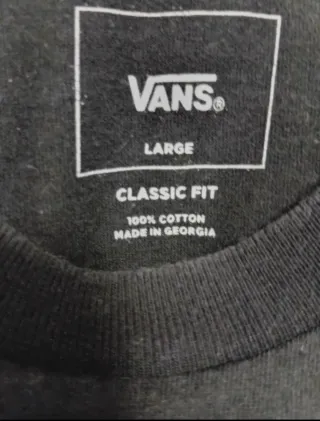 VANS®
LARGE
CLASSIC FIT
100% COTTON
MADE IN GEORGIA